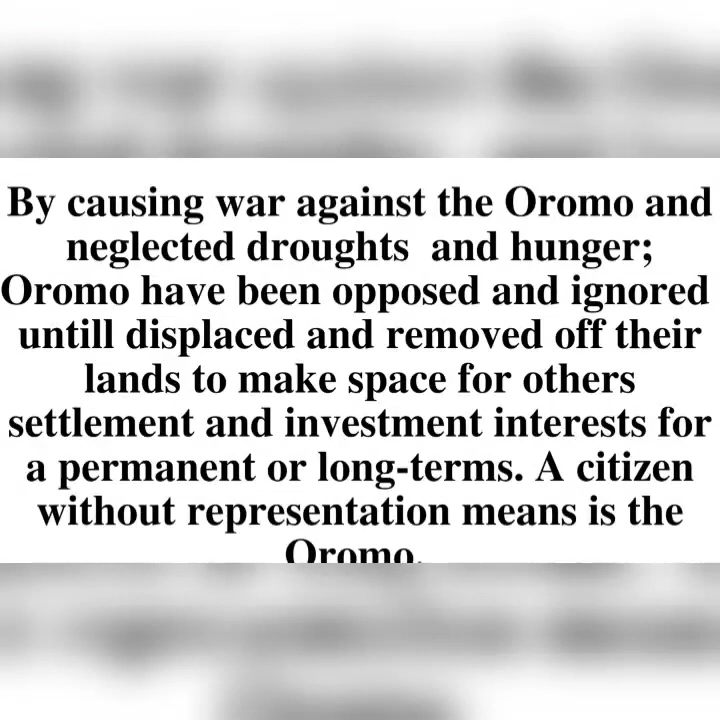 By causing war against the Oromo and
neglected droughts and hunger;
Oromo have been opposed and ignored
untill displaced and removed off their
lands to make space for others
settlement and investment interests for
a permanent or long-terms. A citizen
without representation means is the
Oromo.